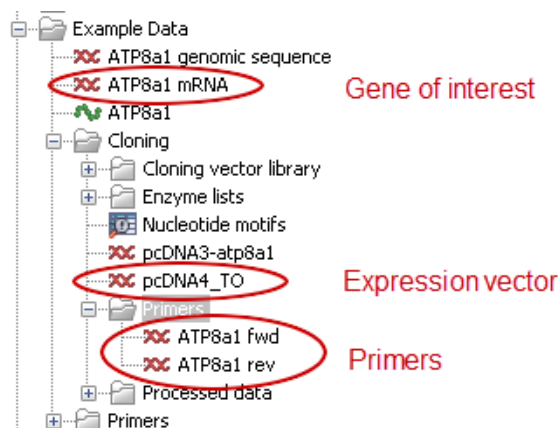 Example Data
ATP8a1 genomic sequence
ATP8a1 mRNA Gene of interest
ATP8a1
Cloning
Cloning vector library
Enzyme lists
Nucleotide motifs
pcDNA3-atp8a1
pcDNA4_TO Expression vector
Primers
ATP8a1 fwd
ATP8a1 rev Primers
Processed data
Primers